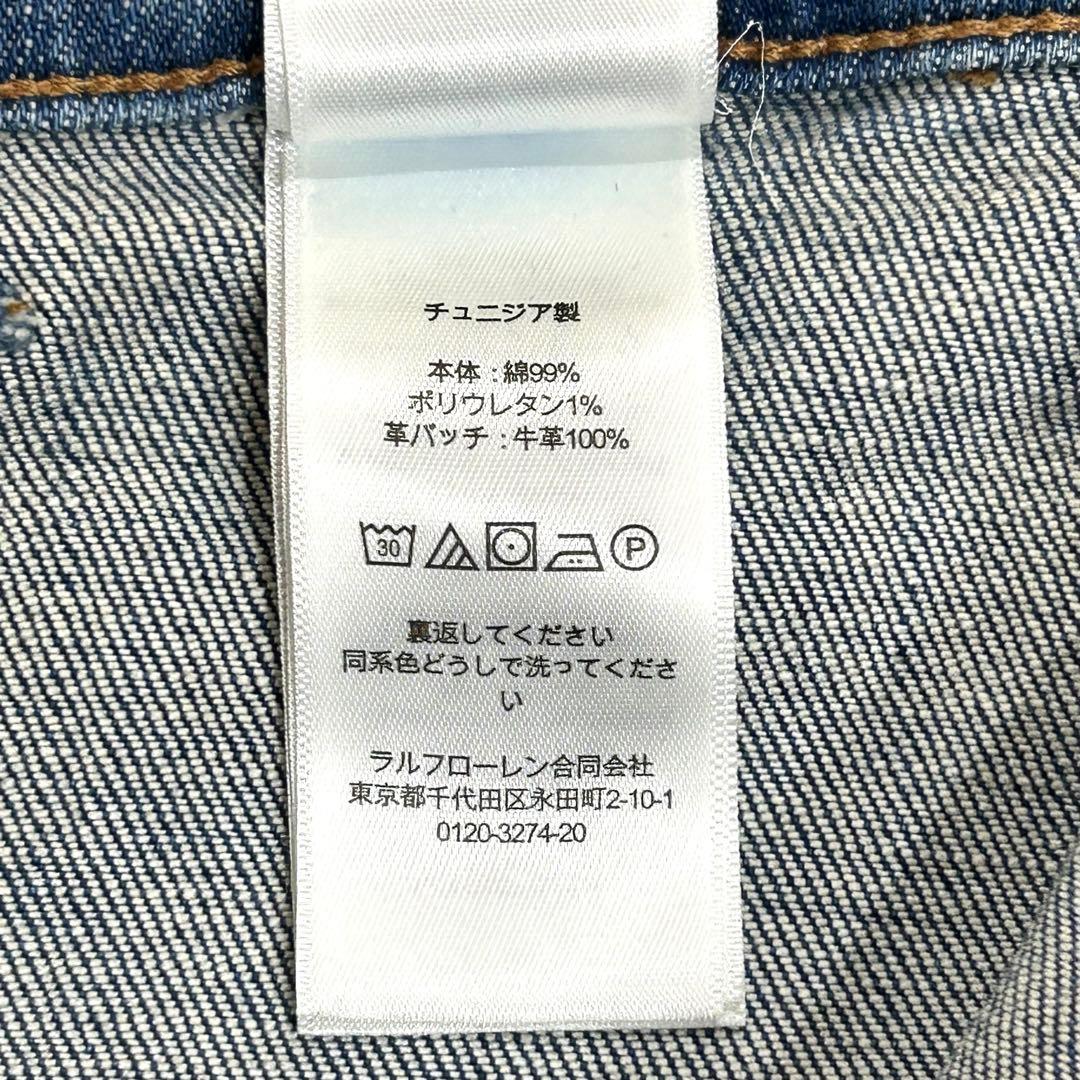 チュニジア製
本体:綿99%
ポリウレタン1%
革パッチ:牛革100%
30 P
裏返してください
同系色どうしで洗ってくださ
い
ラルフローレン合同会社
東京都千代田区永田町2-10-1
0120-3274-20